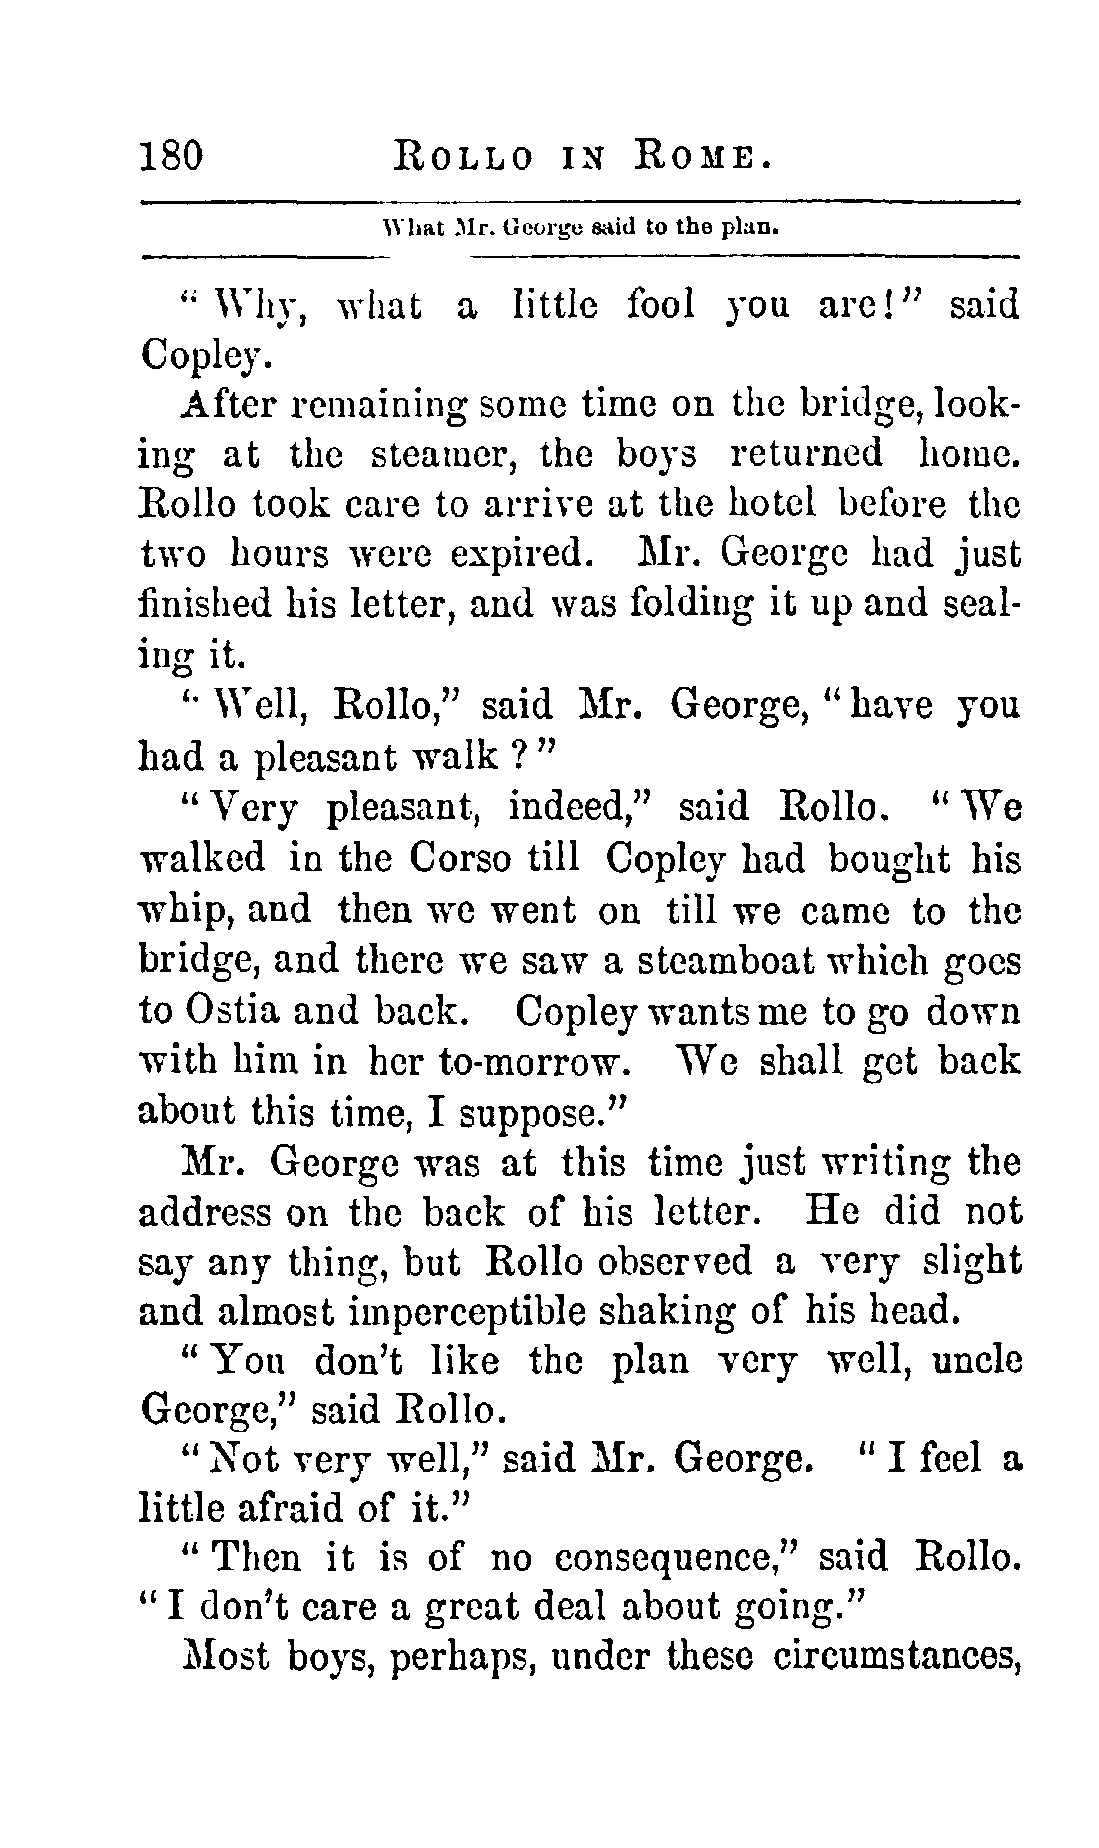 180 ROLLO IN ROME.
What Mr. George said to the plan.
“ Why, what a little fool you are!” said
Copley.
After remaining some time on the bridge, look-
ing at the steamer, the boys returned home.
Rollo took care to arrive at the hotel before the
two hours were expired. Mr. George had just
finished his letter, and was folding it up and seal-
ing it.
“ Well, Rollo,” said Mr. George, “ have you
had a pleasant walk ? ”
“ Very pleasant, indeed,” said Rollo. “ We
walked in the Corso till Copley had bought his
whip, and then we went on till we came to the
bridge, and there we saw a steamboat which goes
to Ostia and back. Copley wants me to go down
with him in her to-morrow. We shall get back
about this time, I suppose.”
Mr. George was at this time just writing the
address on the back of his letter. He did not
say any thing, but Rollo observed a very slight
and almost imperceptible shaking of his head.
“ You don’t like the plan very well, uncle
George,” said Rollo.
“ Not very well,” said Mr. George. “ I feel a
little afraid of it.”
“ Then it is of no consequence,” said Rollo.
“ I don’t care a great deal about going.”
Most boys, perhaps, under these circumstances,